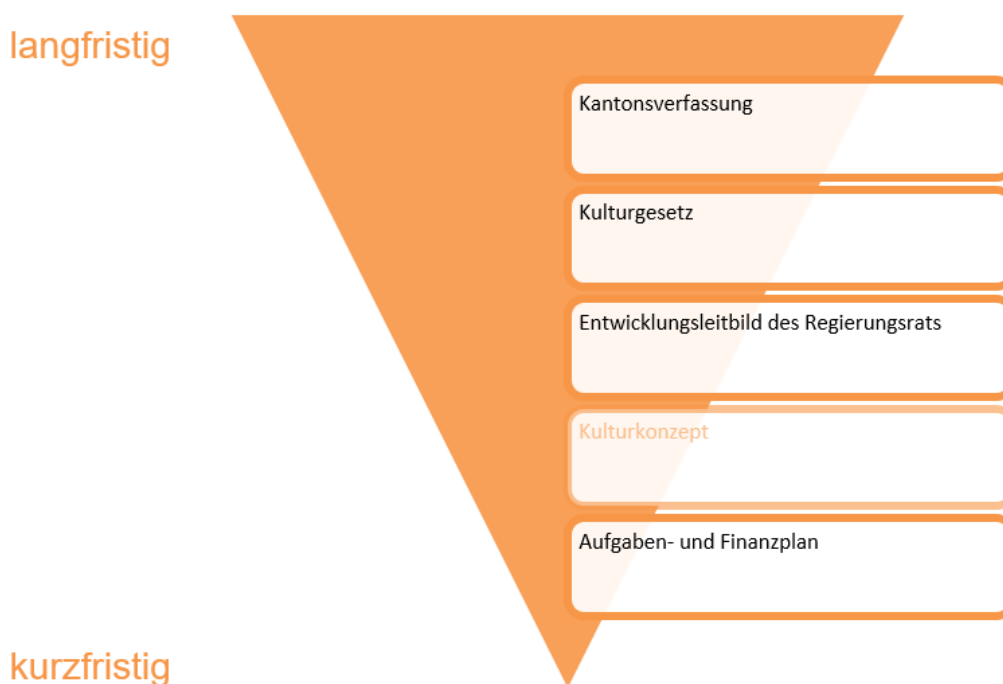 langfristig
Kantonsverfassung
Kulturgesetz
Entwicklungsleitbild des Regierungsrats
Kulturkonzept
Aufgaben- und Finanzplan
kurzfristig